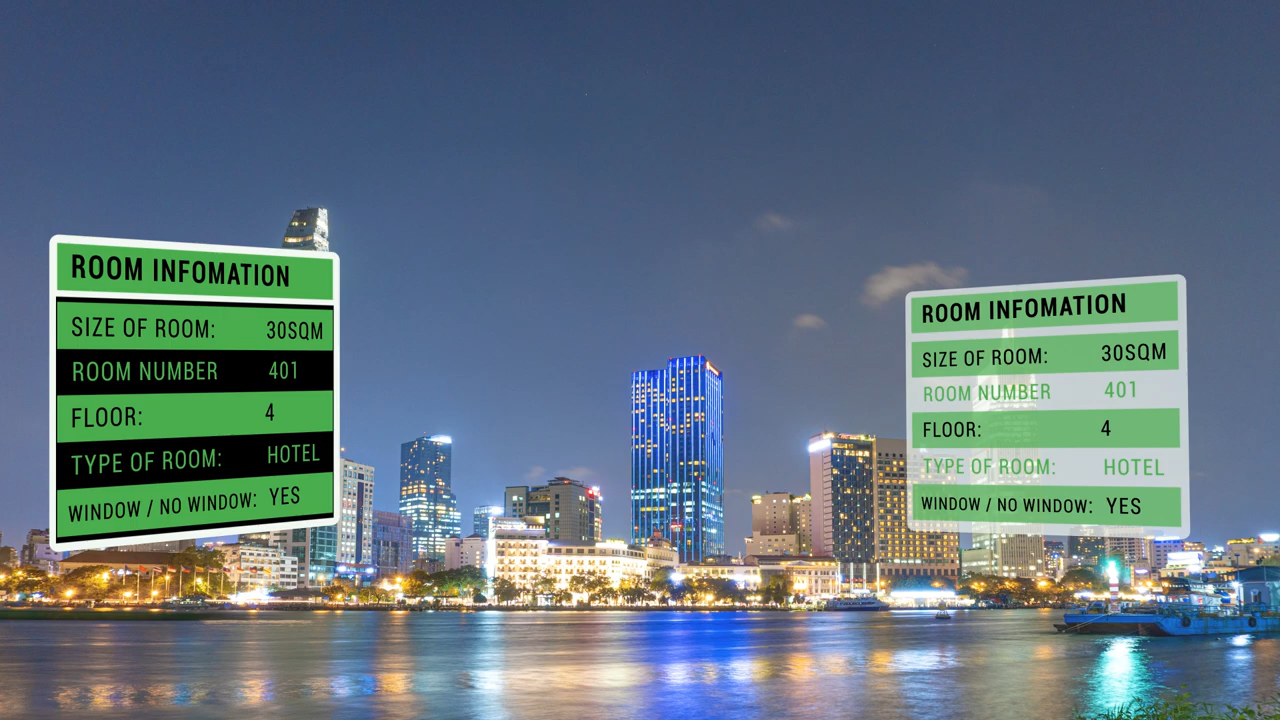 ROOM INFOMATION
SIZE OF ROOM: 30SQM
ROOM NUMBER 401
FLOOR: 4
TYPE OF ROOM: HOTEL
WINDOW / NO WINDOW: YES
ROOM INFOMATION
SIZE OF ROOM: 30SQM
ROOM NUMBER 401
FLOOR: 4
TYPE OF ROOM: HOTEL
WINDOW / NO WINDOW: YES